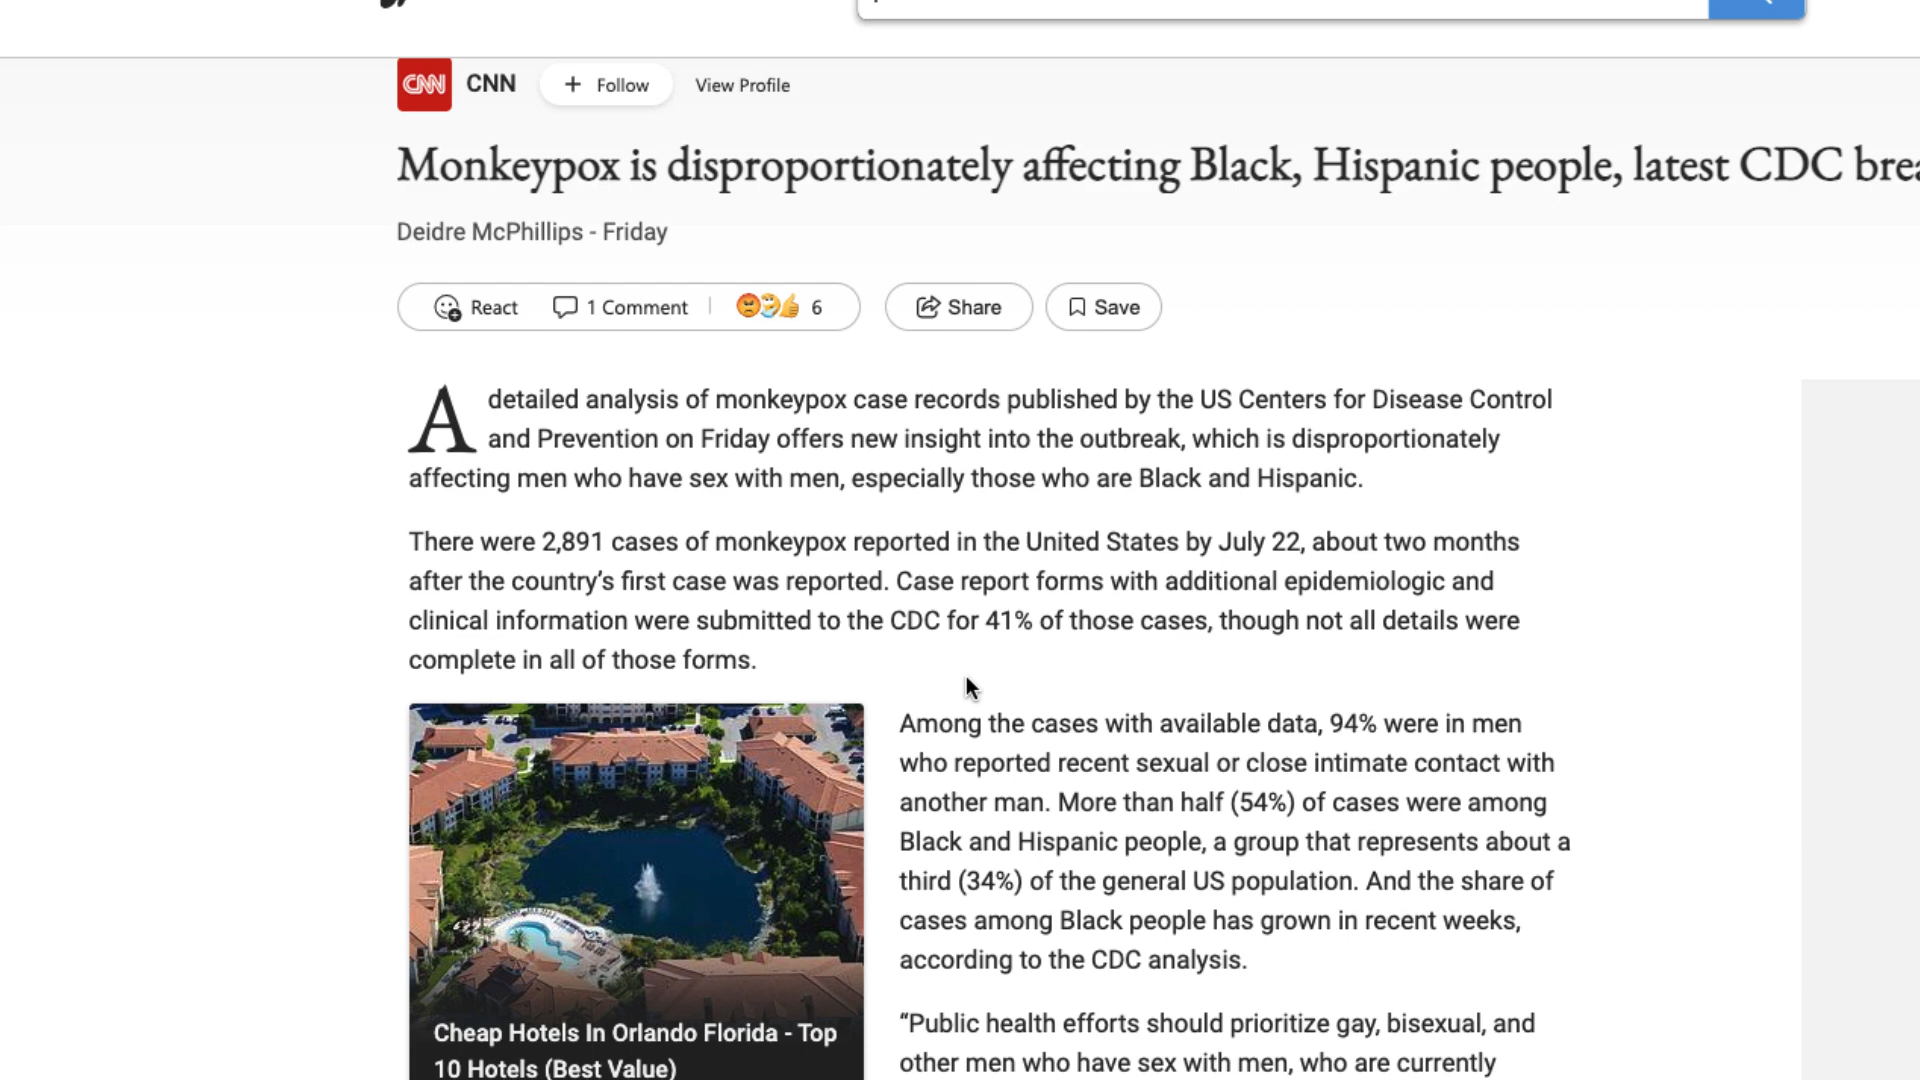 CNN
CNN
+ Follow
View Profile
Monkeypox is disproportionately affecting Black, Hispanic people, latest CDC
Deidre McPhillips - Friday
React
1 Comment
6
Share
Save
A detailed analysis of monkeypox case records published by the US Centers for Disease Control
and Prevention on Friday offers new insight into the outbreak, which is disproportionately
affecting men who have sex with men, especially those who are Black and Hispanic.
There were 2,891 cases of monkeypox reported in the United States by July 22, about two months
after the country’s first case was reported. Case report forms with additional epidemiologic and
clinical information were submitted to the CDC for 41% of those cases, though not all details were
complete in all of those forms.
Cheap Hotels In Orlando Florida - Top
10 Hotels (Best Value)
Among the cases with available data, 94% were in men
who reported recent sexual or close intimate contact with
another man. More than half (54%) of cases were among
Black and Hispanic people, a group that represents about a
third (34%) of the general US population. And the share of
cases among Black people has grown in recent weeks,
according to the CDC analysis.
“Public health efforts should prioritize gay, bisexual, and
other men who have sex with men, who are currently